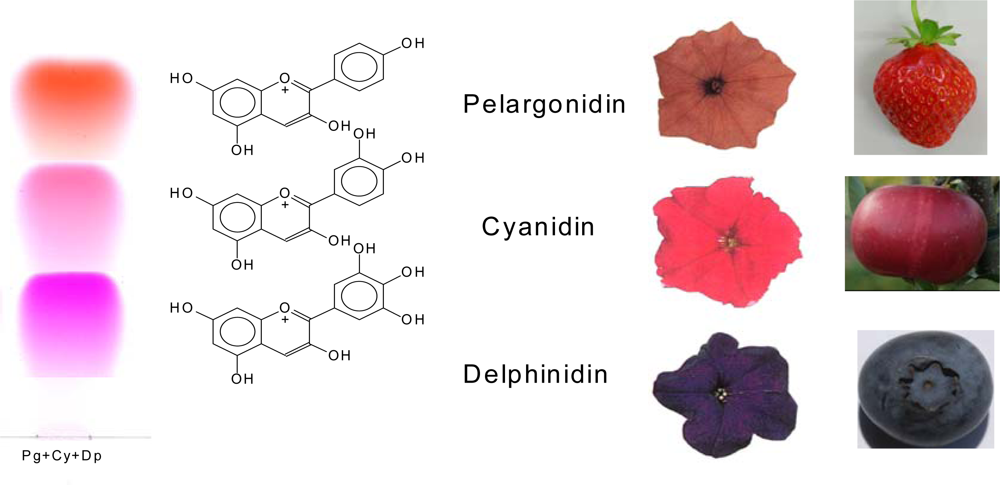 OH
HO
O
+
OH
OH
Pelargonidin
OH
OH
HO
O
+
OH
OH
Cyanidin
OH
OH
HO
O
+
OH
OH
OH
Delphinidin
Pg+Cy+Dp